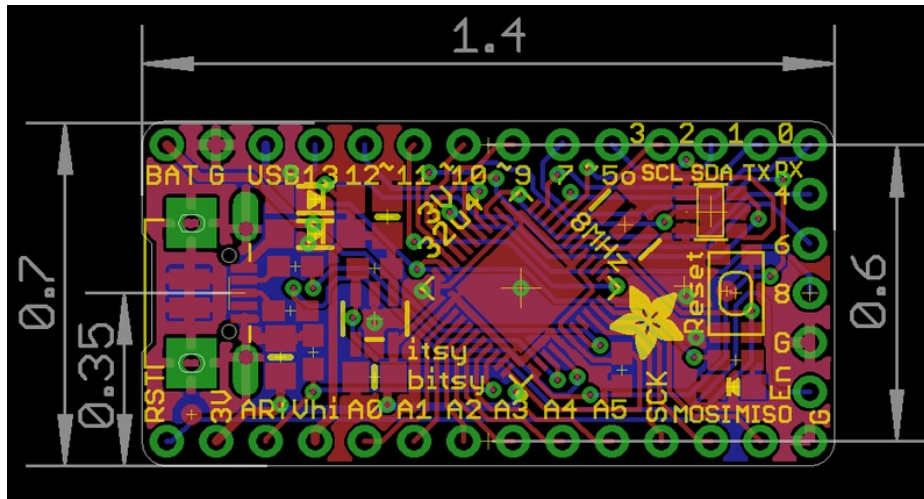 1.4
3 2 1 0
BAT G USB 13 12 ~11 ~10 ~9 7 ~5 SCL SDA TX RX
4
3V
32U4
8MHz
6
0.7
0.6
8
Reset
0.35
itsy
bitsy
G
En
RST 3V Vhi A0 A1 A2 A3 A4 A5 SCK MOSI MISO G